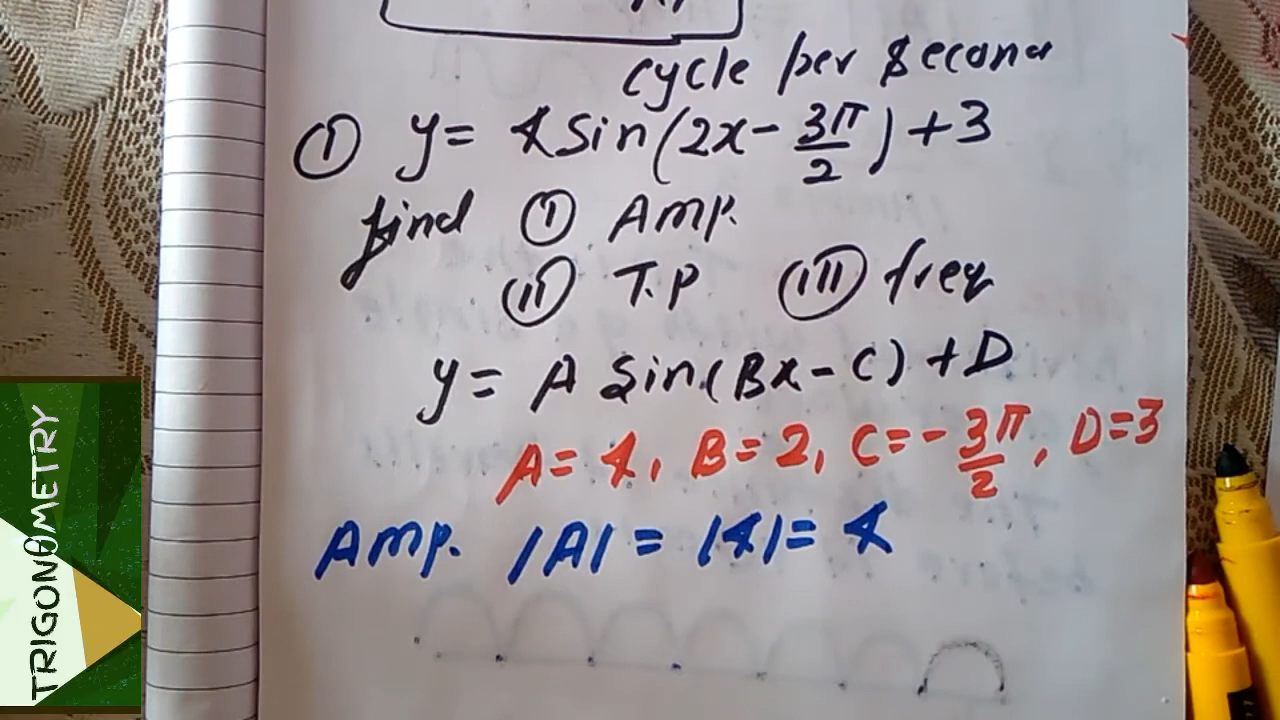 cycle per second
① y = 4 sin(2x - 3π/2) + 3
find ① Amp.
(ii) T.P (iii) freq
y = A sin(Bx - C) + D
A = 4, B = 2, C = - 3π/2, D = 3
Amp. |A| = |4| = 4
TRIGONOMETRY